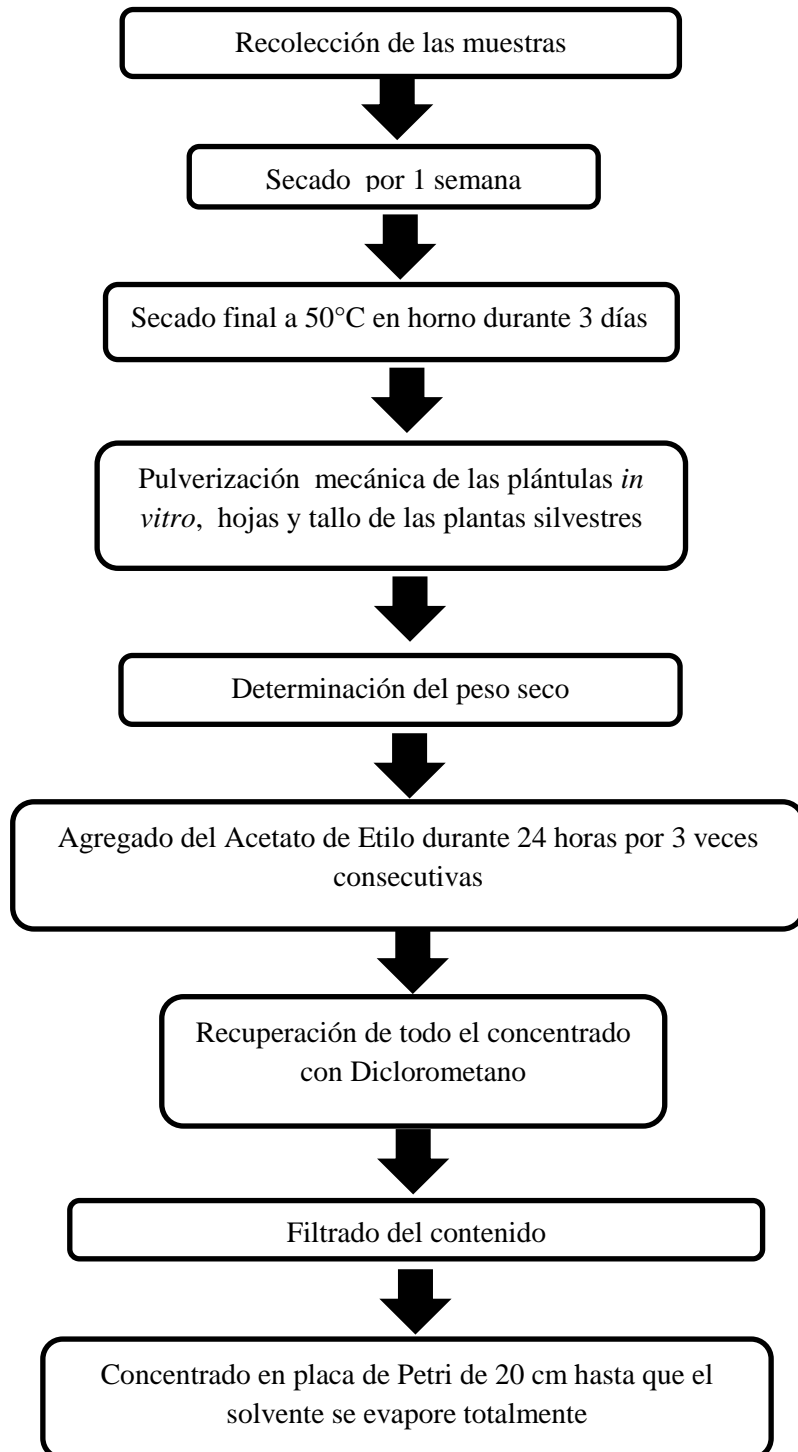 Recolección de las muestras
Secado por 1 semana
Secado final a 50°C en horno durante 3 días
Pulverización mecánica de las plántulas in
vitro, hojas y tallo de las plantas silvestres
Determinación del peso seco
Agregado del Acetato de Etilo durante 24 horas por 3 veces
consecutivas
Recuperación de todo el concentrado
con Diclorometano
Filtrado del contenido
Concentrado en placa de Petri de 20 cm hasta que el
solvente se evapore totalmente